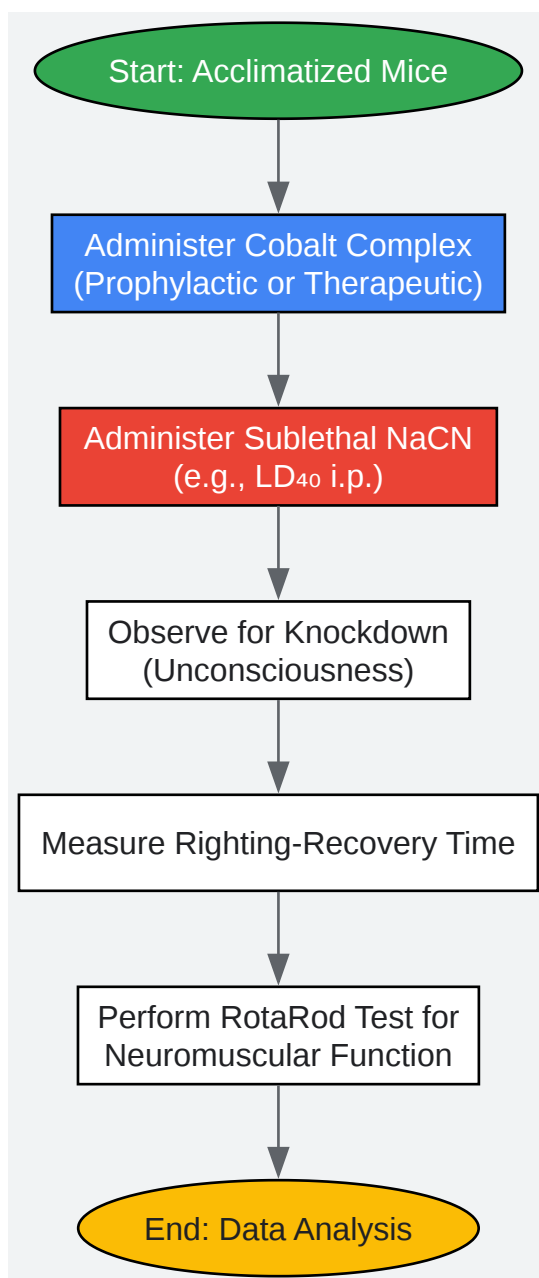 Start: Acclimatized Mice
Administer Cobalt Complex
(Prophylactic or Therapeutic)
Administer Sublethal NaCN
(e.g., LD₄₀ i.p.)
Observe for Knockdown
(Unconsciousness)
Measure Righting-Recovery Time
Perform RotaRod Test for
Neuromuscular Function
End: Data Analysis